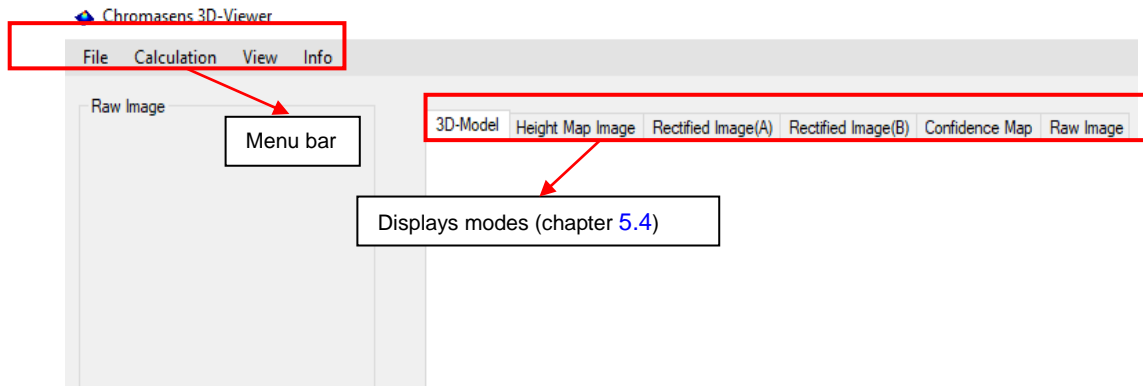 Chromasens 3D-Viewer
File Calculation View Info
Raw Image
Menu bar
3D-Model Height Map Image Rectified Image(A) Rectified Image(B) Confidence Map Raw Image
Displays modes (chapter 5.4)